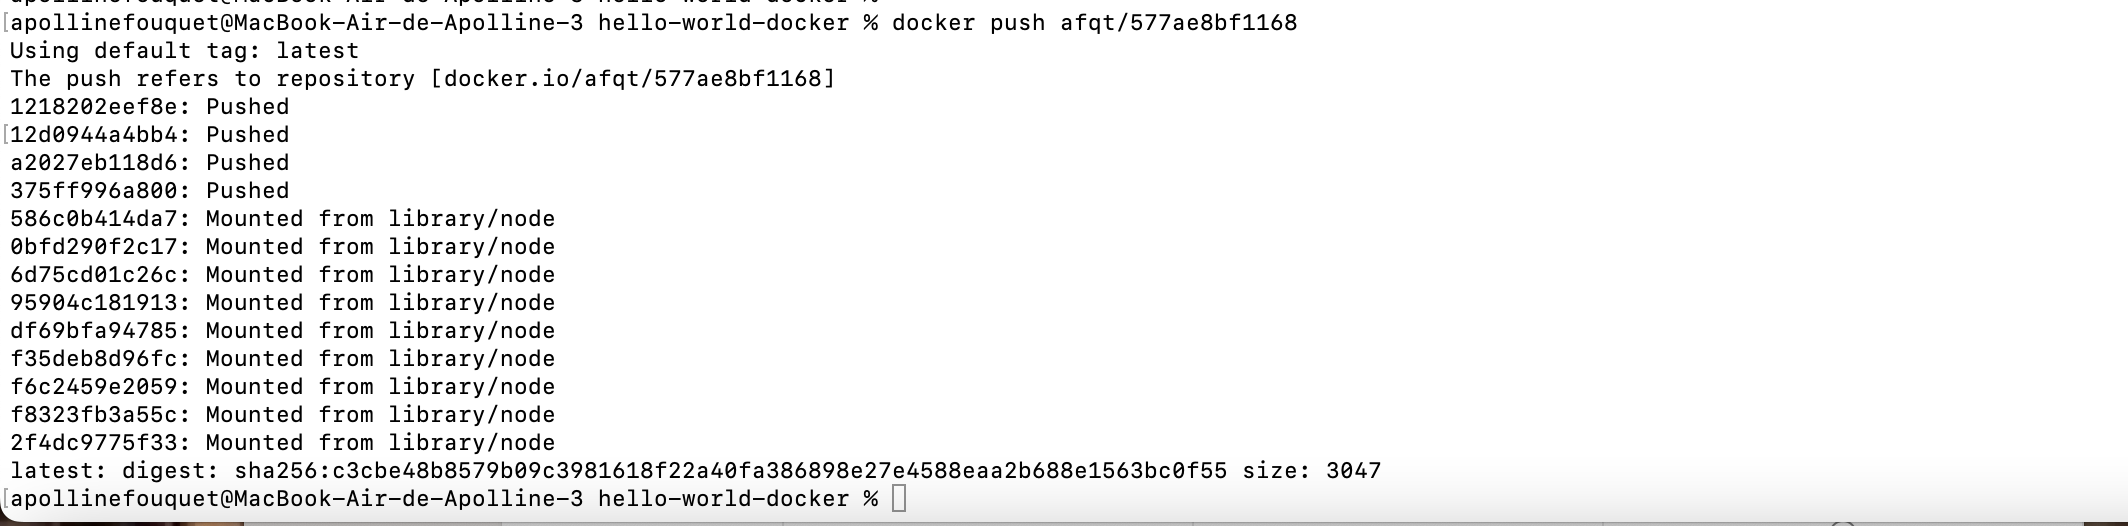 [apollinefouquet@MacBook-Air-de-Apolline-3 hello-world-docker % docker push afqt/577ae8bf1168
Using default tag: latest
The push refers to repository [docker.io/afqt/577ae8bf1168]
1218202eef8e: Pushed
[12d0944a4bb4: Pushed
a2027eb118d6: Pushed
375ff996a800: Pushed
586c0b414da7: Mounted from library/node
0bfd290f2c17: Mounted from library/node
6d75cd01c26c: Mounted from library/node
95904c181913: Mounted from library/node
df69bfa94785: Mounted from library/node
f35deb8d96fc: Mounted from library/node
f6c2459e2059: Mounted from library/node
f8323fb3a55c: Mounted from library/node
2f4dc9775f33: Mounted from library/node
latest: digest: sha256:c3cbe48b8579b09c3981618f22a40fa386898e27e4588eaa2b688e1563bc0f55 size: 3047
[apollinefouquet@MacBook-Air-de-Apolline-3 hello-world-docker %